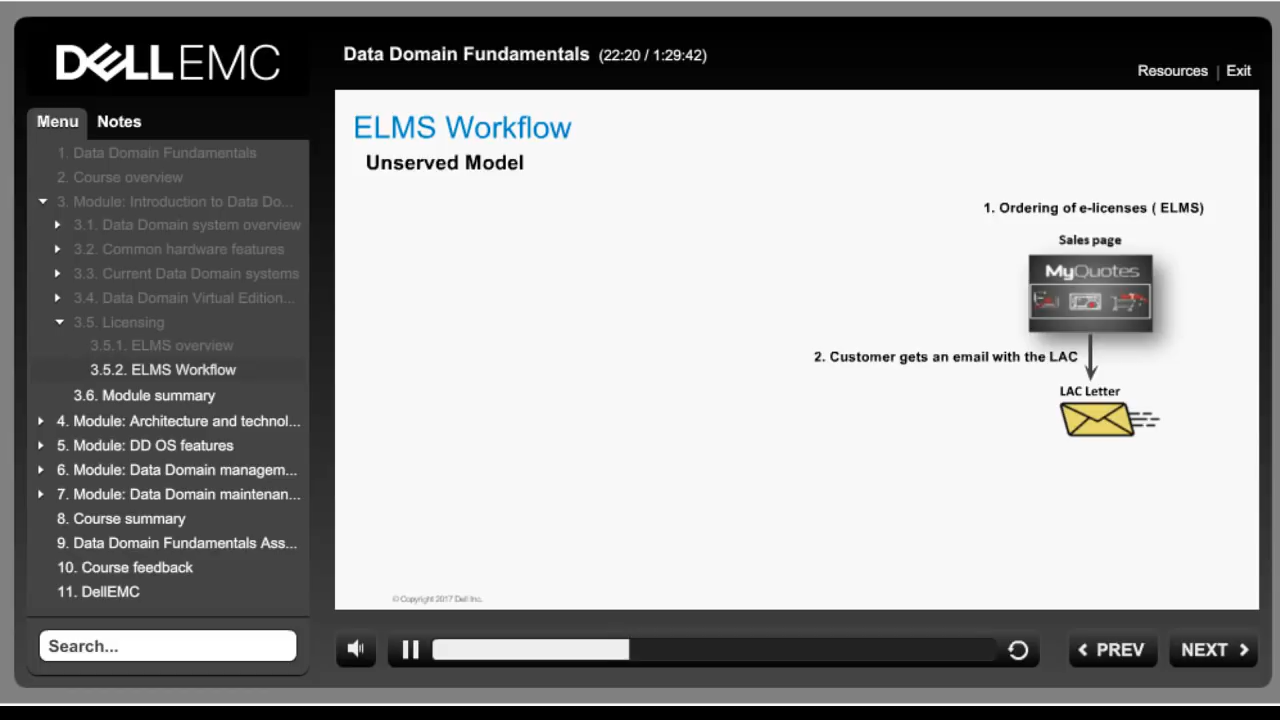 DELLEMC
Data Domain Fundamentals (22:20 / 1:29:42)
Resources | Exit
Menu Notes
1. Data Domain Fundamentals
2. Course overview
3. Module: Introduction to Data Do...
3.1. Data Domain system overview
3.2. Common hardware features
3.3. Current Data Domain systems
3.4. Data Domain Virtual Edition...
3.5. Licensing
3.5.1. ELMS overview
3.5.2. ELMS Workflow
3.6. Module summary
4. Module: Architecture and technol...
5. Module: DD OS features
6. Module: Data Domain managem...
7. Module: Data Domain maintenan...
8. Course summary
9. Data Domain Fundamentals Ass...
10. Course feedback
11. DellEMC
Search...
ELMS Workflow
Unserved Model
1. Ordering of e-licenses ( ELMS)
Sales page
MyQuotes
2. Customer gets an email with the LAC
LAC Letter
© Copyright 2017 Dell Inc.
PREV
NEXT